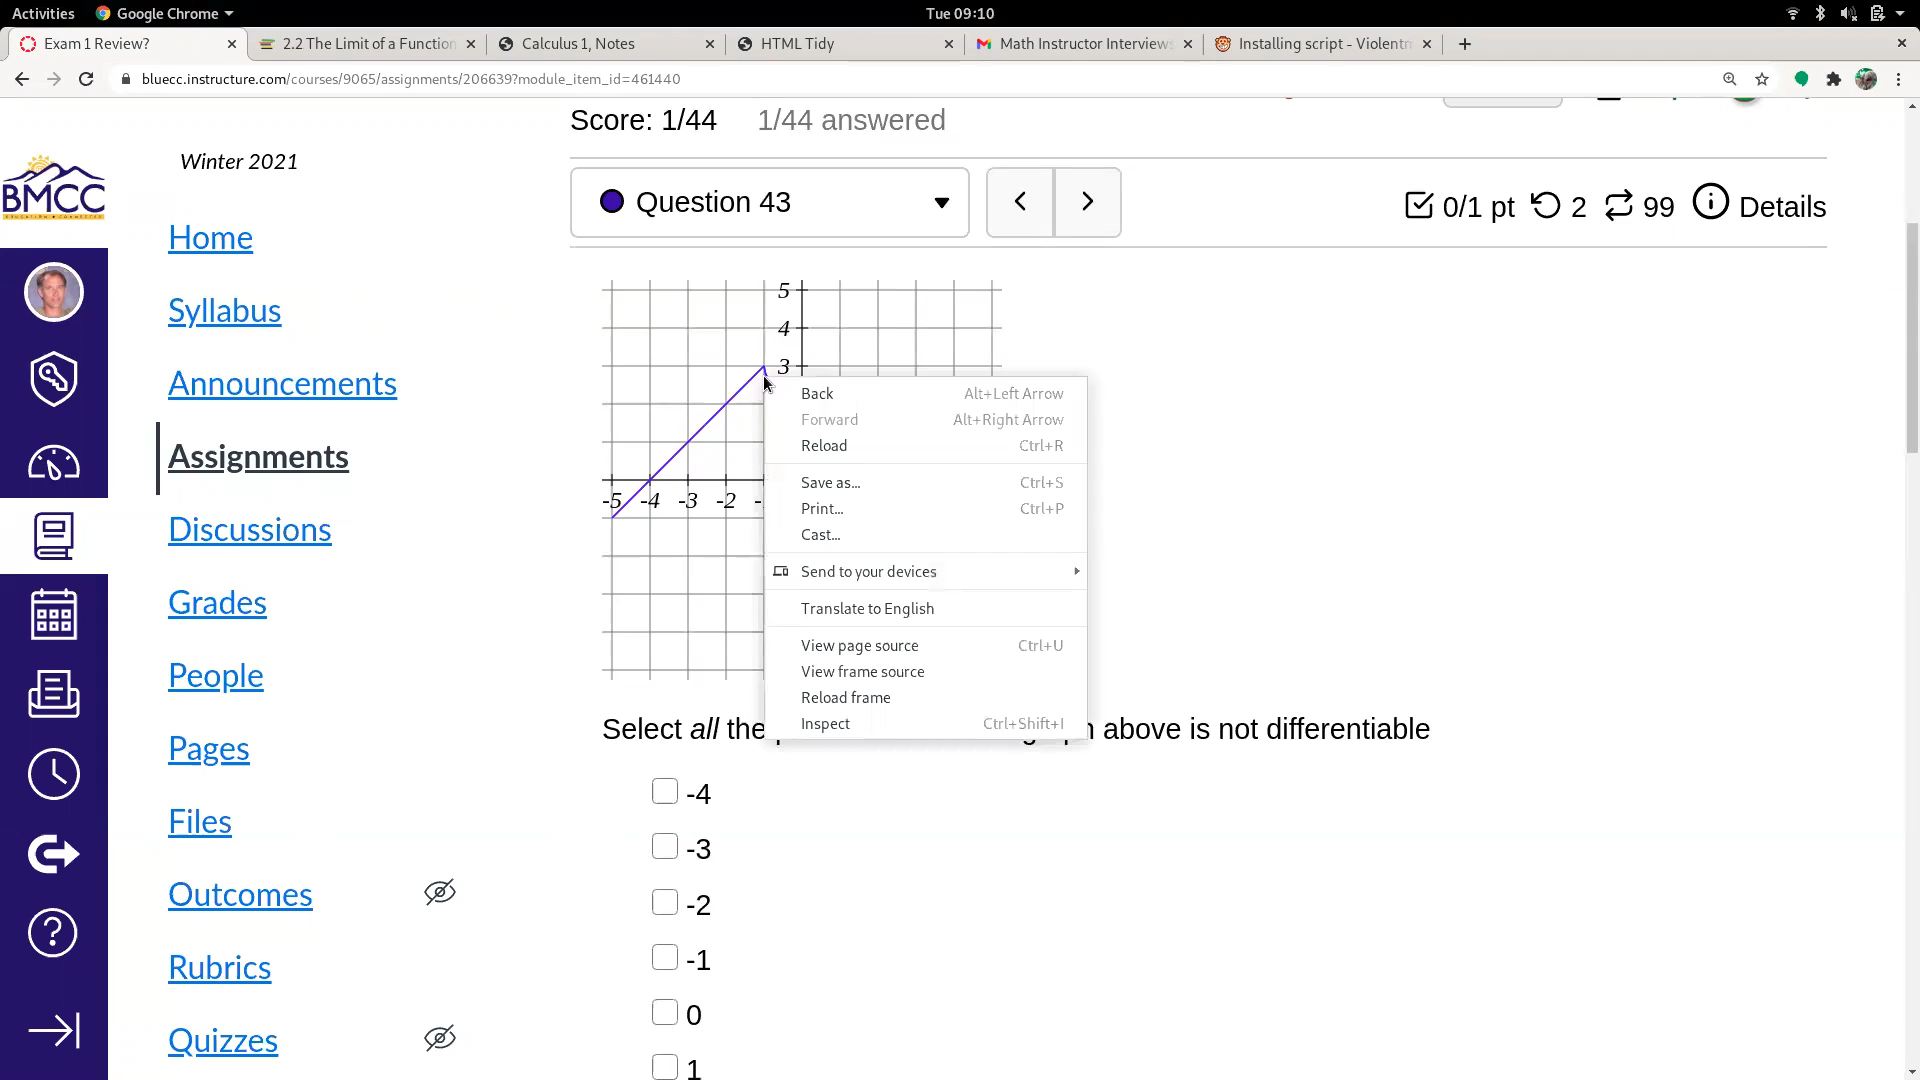 Activities
Google Chrome
Tue 09:10
Exam 1 Review?
2.2 The Limit of a Function
Calculus 1, Notes
HTML Tidy
Math Instructor Interviews
Installing script - Violentm
bluecc.instructure.com/courses/9065/assignments/206639?module_item_id=461440
BMCC
Winter 2021
Home
Syllabus
Announcements
Assignments
Discussions
Grades
People
Pages
Files
Outcomes
Rubrics
Quizzes
Score: 1/44 1/44 answered
Question 43
0/1 pt 2 99 Details
5
4
3
-5 -4 -3 -2
Back Alt+Left Arrow
Forward Alt+Right Arrow
Reload Ctrl+R
Save as... Ctrl+S
Print... Ctrl+P
Cast...
Send to your devices
Translate to English
View page source Ctrl+U
View frame source
Reload frame
Inspect Ctrl+Shift+I
Select all the above is not differentiable
-4
-3
-2
-1
0
1